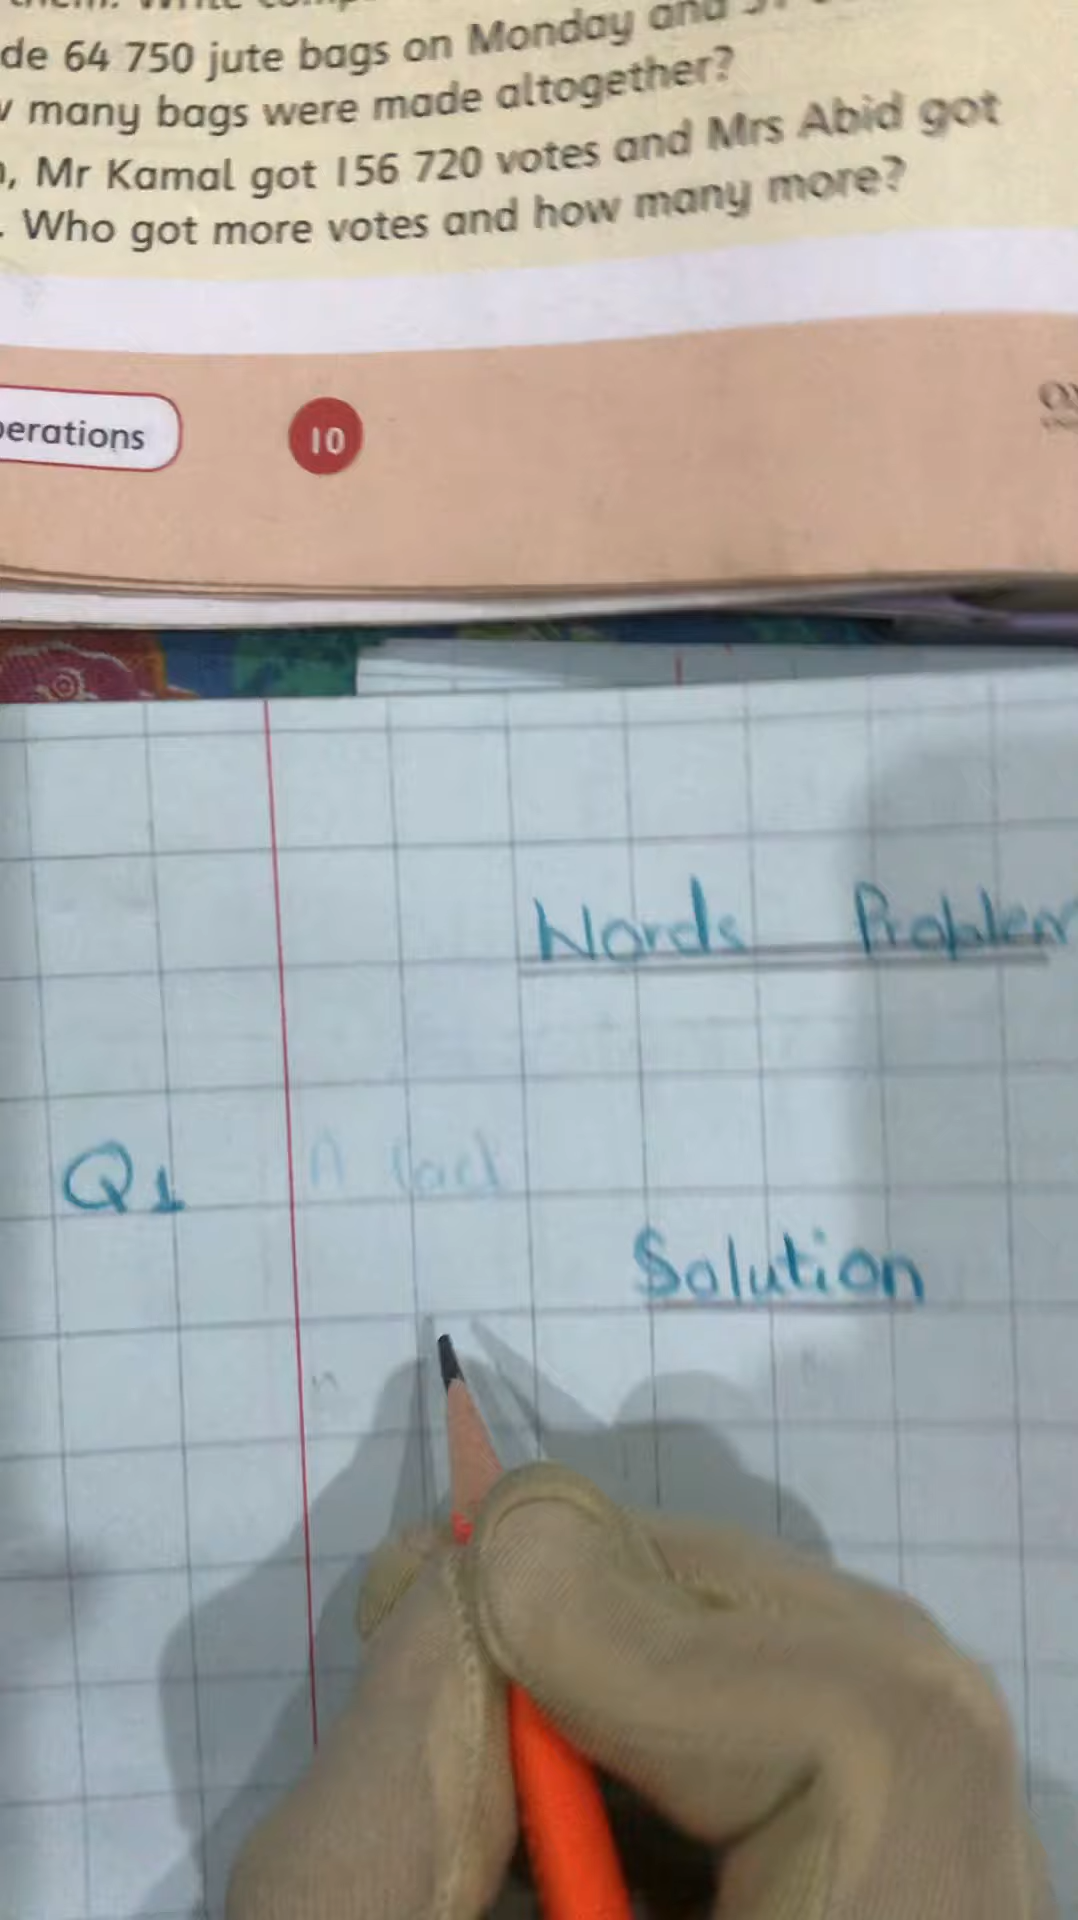 de 64 750 jute bags on Monday and
many bags were made altogether?
, Mr Kamal got 156 720 votes and Mrs Abid got
. Who got more votes and how many more?
perations
10
Words Problem
Q1
Solution